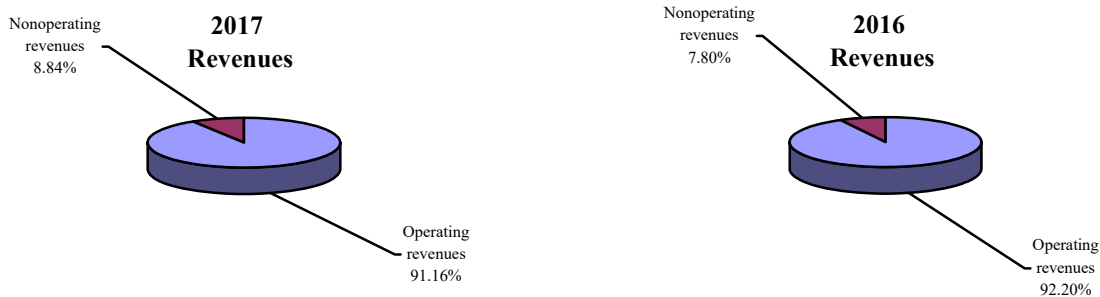 2017
Revenues
Nonoperating
revenues
8.84%
Operating
revenues
91.16%
2016
Revenues
Nonoperating
revenues
7.80%
Operating
revenues
92.20%